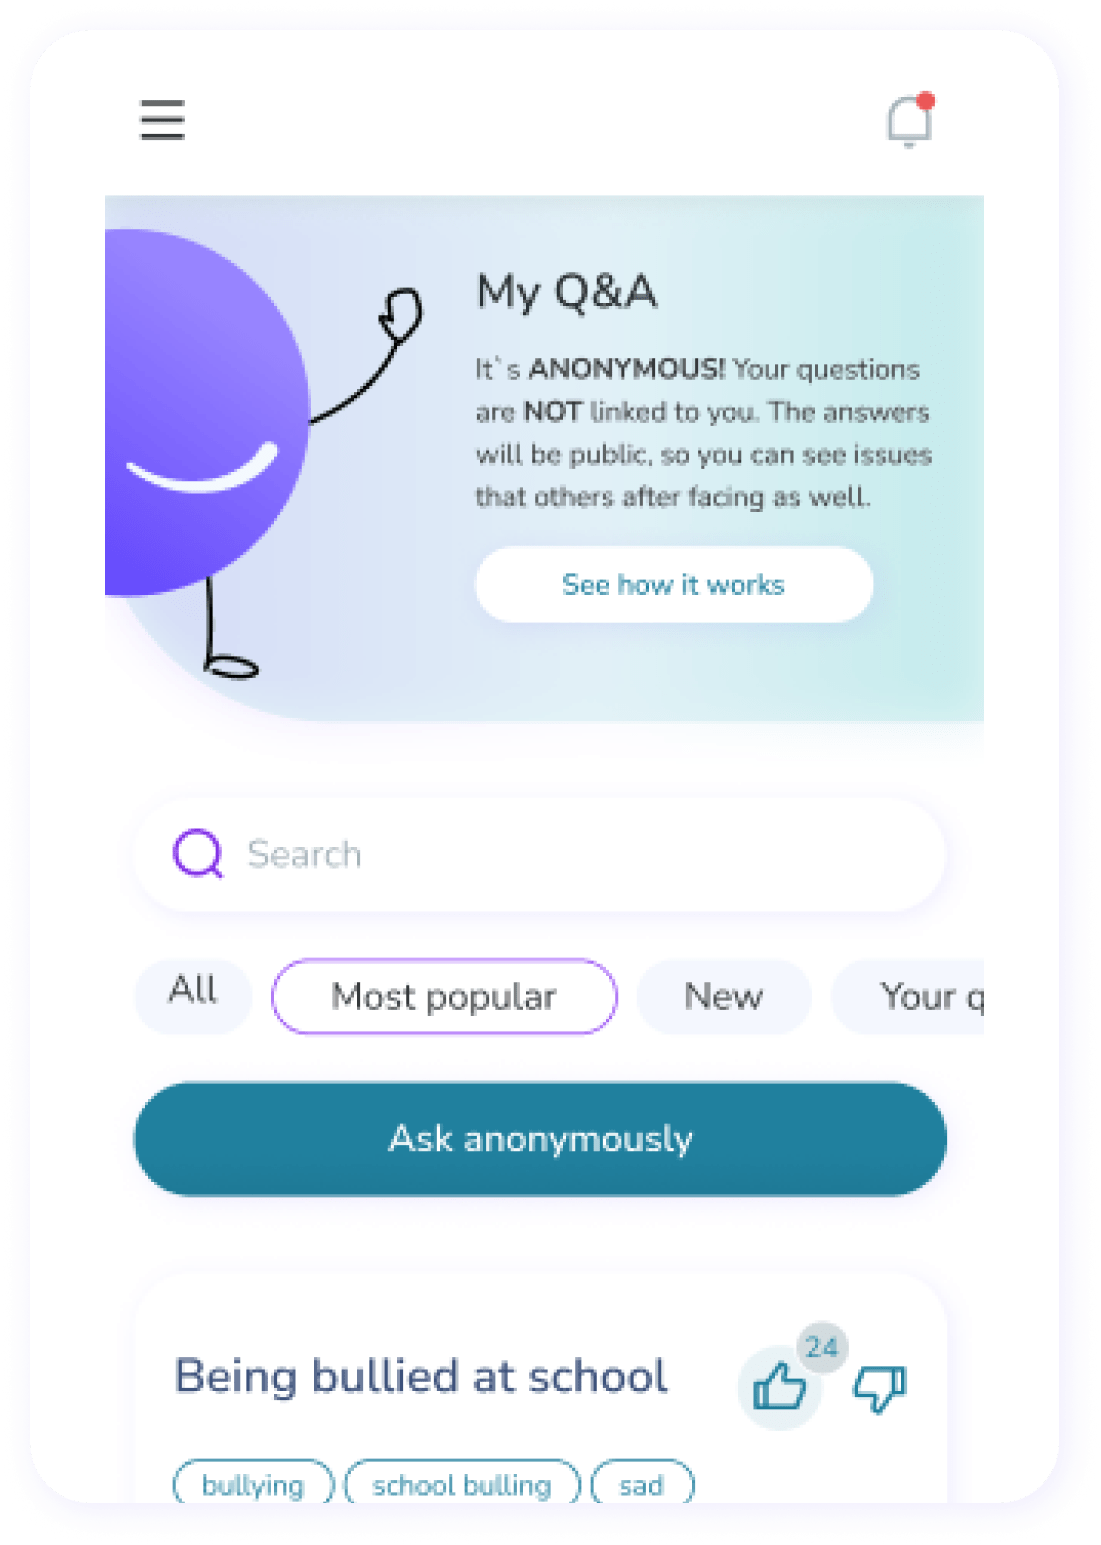 My Q&A
It`s ANONYMOUS! Your questions
are NOT linked to you. The answers
will be public, so you can see issues
that others after facing as well.
See how it works
Search
All Most popular New Your q
Ask anonymously
24
Being bullied at school
bullying school bulling sad